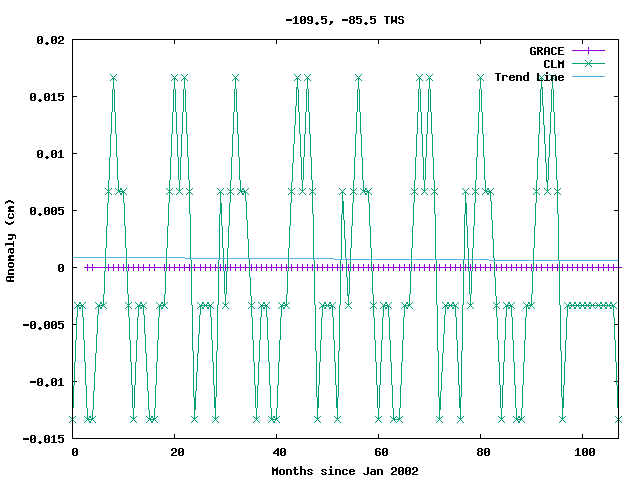 -109.5, -85.5 TWS
0.02
0.015
0.01
0.005
0
-0.005
-0.01
-0.015
Anomaly (cm)
GRACE
CLM
Trend Line
0 20 40 60 80 100
Months since Jan 2002